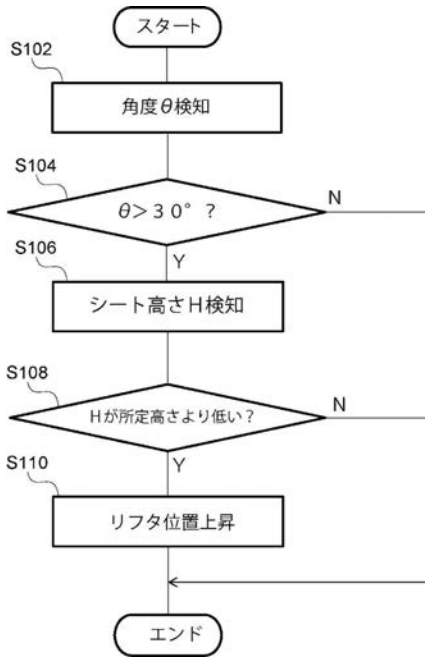 スタート
S102
角度θ検知
S104
θ>30°?
N
Y
S106
シート高さH検知
S108
Hが所定高さより低い?
N
Y
S110
リフタ位置上昇
エンド